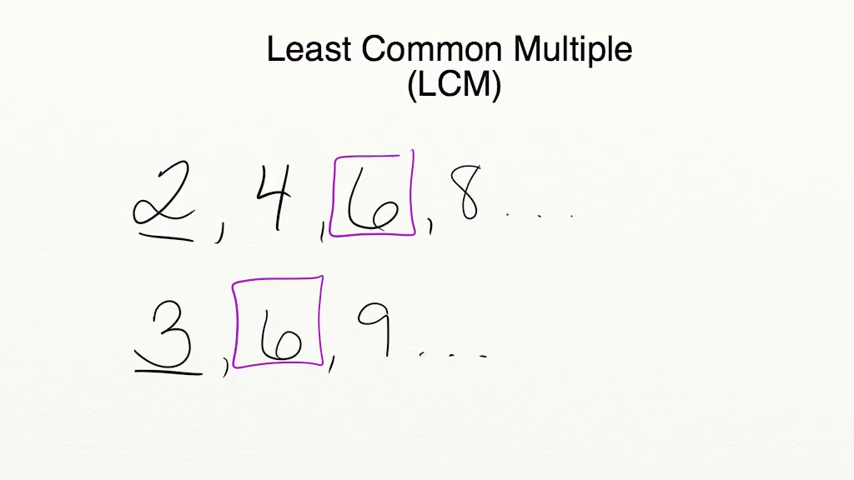 Least Common Multiple
(LCM)
2, 4, 6, 8....
3, 6, 9....